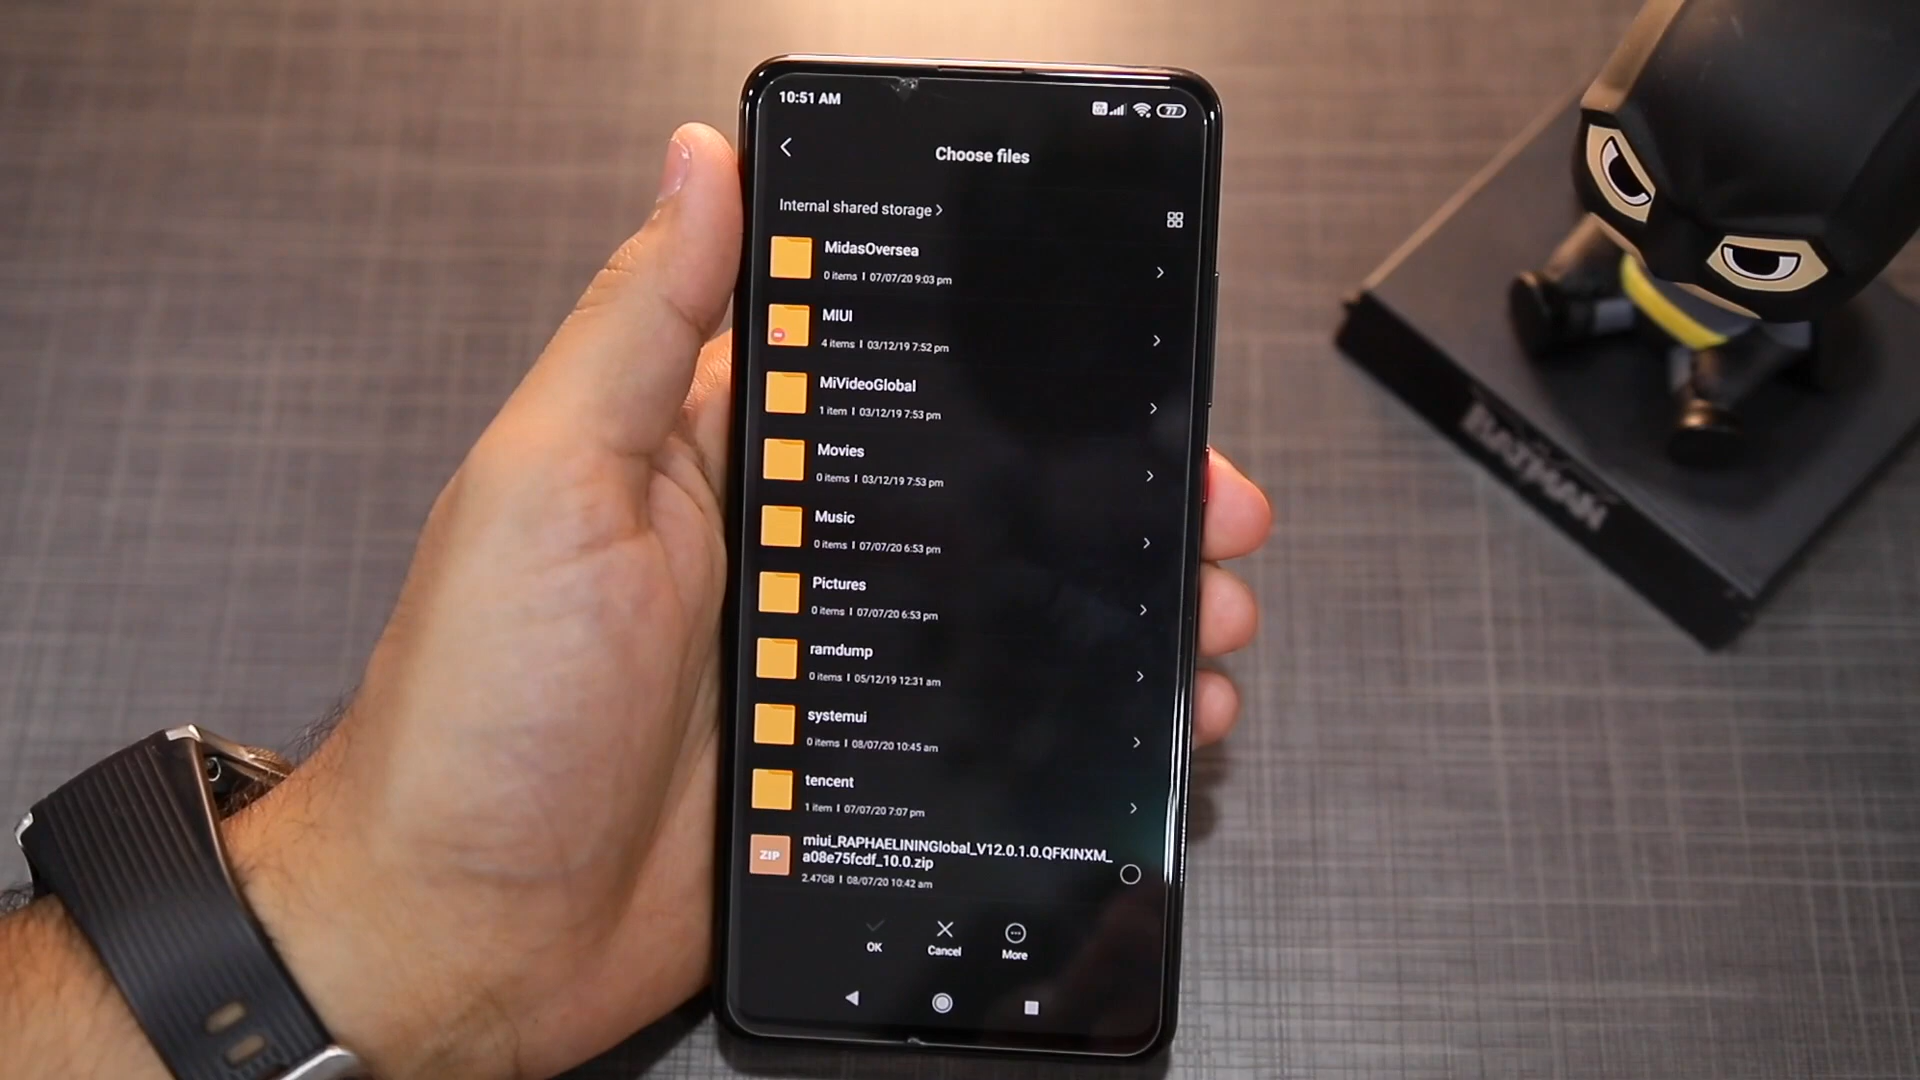 10:51 AM
77
Choose files
Internal shared storage >
MidasOversea
0 items | 07/07/20 9:03 pm
MIUI
4 items | 03/12/19 7:52 pm
MiVideoGlobal
1 item | 03/12/19 7:53 pm
Movies
0 items | 03/12/19 7:53 pm
Music
0 items | 07/07/20 6:53 pm
Pictures
0 items | 07/07/20 6:53 pm
ramdump
0 items | 05/12/19 12:31 am
systemui
0 items | 08/07/20 10:45 am
tencent
1 item | 07/07/20 7:07 pm
ZIP
miui_RAPHAELININGlobal_V12.0.1.0.QFKINXM_
a08e75fcdf_10.0.zip
2.47GB | 08/07/20 10:42 am
OK
Cancel
More
BATMAN